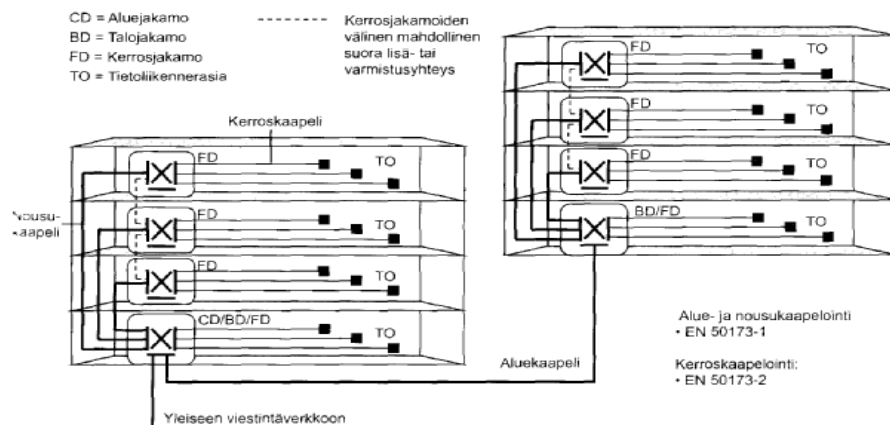 CD = Aluejakamo
BD = Talojakamo
FD = Kerrosjakamo
TO = Tietoliikennerasia
Kerrosjakamoiden
välinen mahdollinen
suora lisä- tai
varmistusyhteys
Kerroskaapeli
Nousu-
kaapeli
FD
TO
FD
TO
FD
TO
CD/BD/FD
TO
FD
TO
FD
TO
FD
TO
BD/FD
TO
Aluekaapeli
Yleiseen viestintäverkkoon
Alue- ja nousukaapelointi
• EN 50173-1
Kerroskaapelointi:
• EN 50173-2